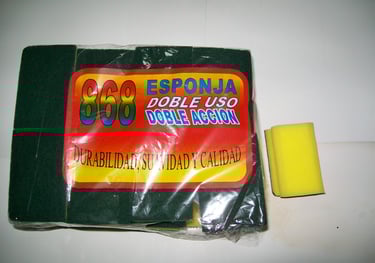 868
ESPONJA
DOBLE USO
DOBLE ACCION
DURABILIDAD, SUAVIDAD Y CALIDAD